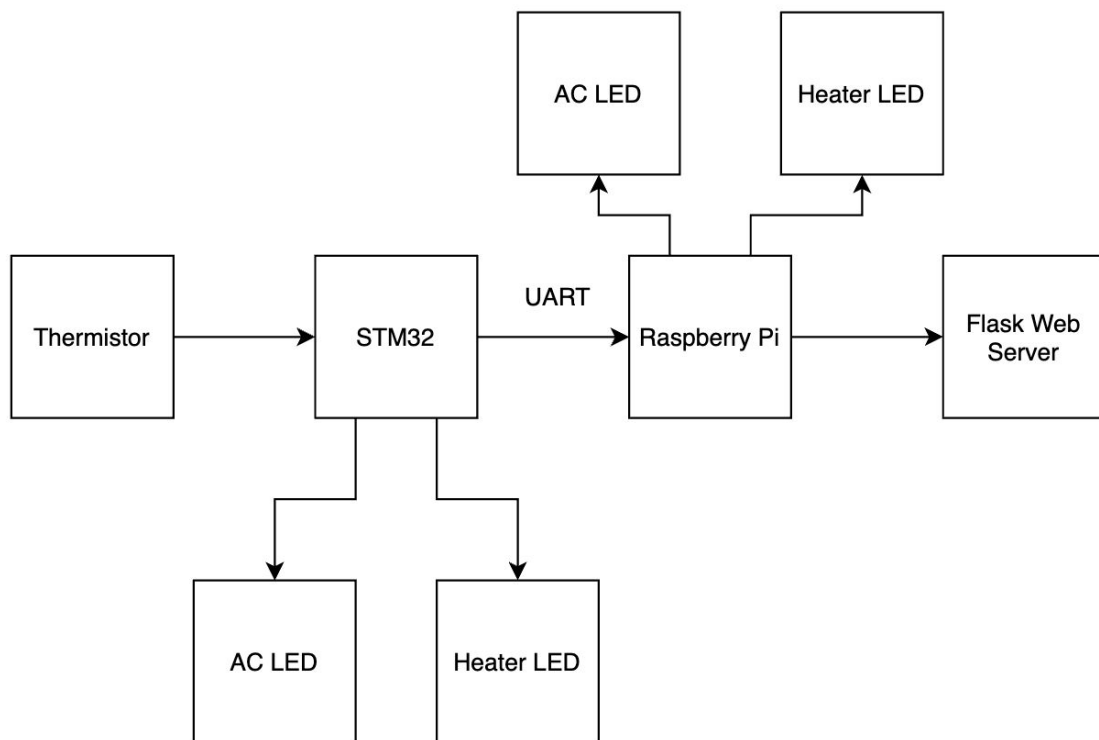 AC LED
Heater LED
Thermistor
STM32
UART
Raspberry Pi
Flask Web
Server
AC LED
Heater LED